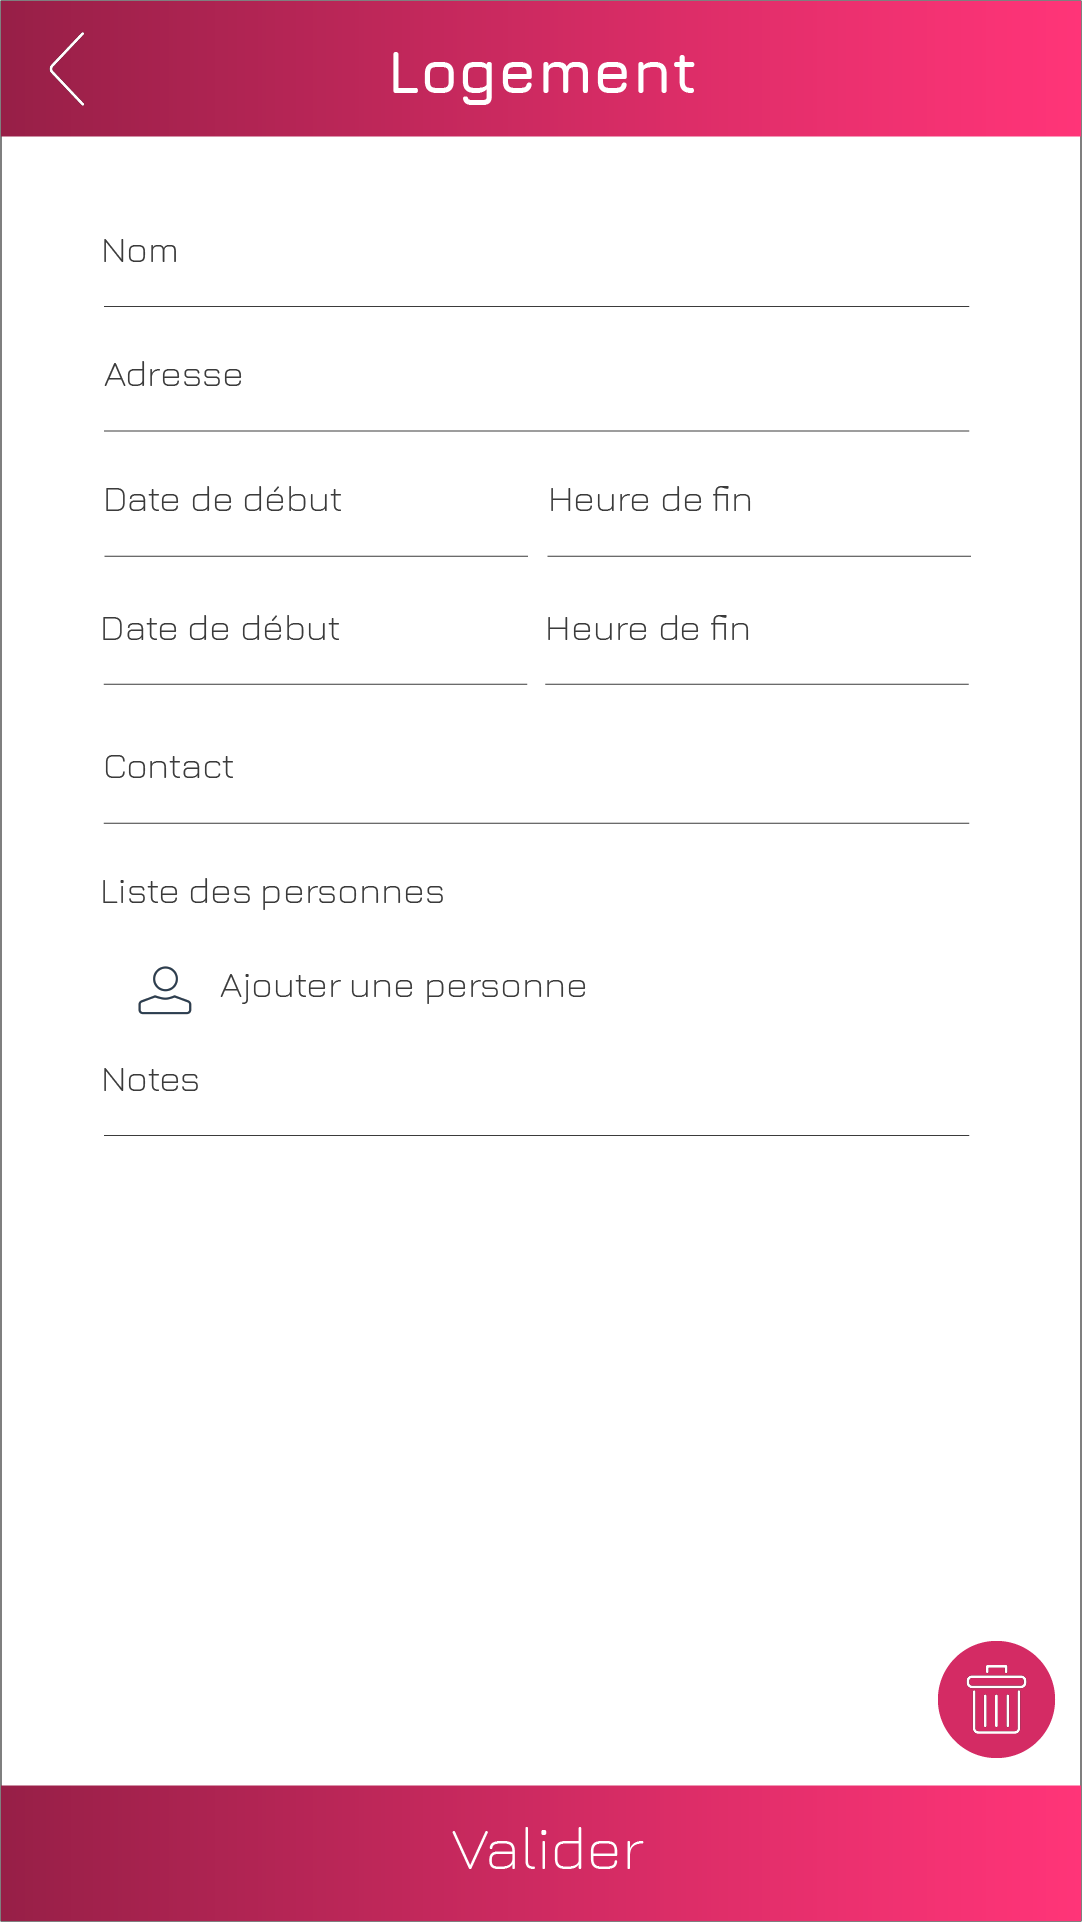 Logement
Nom
Adresse
Date de début Heure de fin
Date de début Heure de fin
Contact
Liste des personnes
Ajouter une personne
Notes
Valider